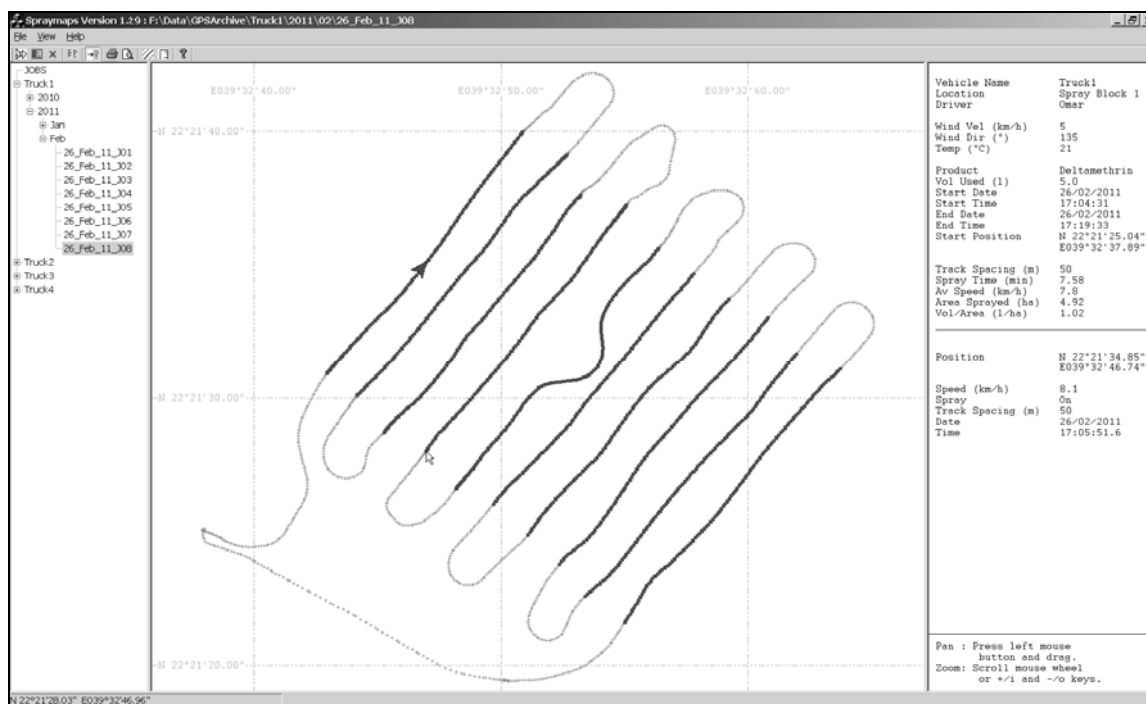 Spraymaps Version 1.29 : F:\Data\GPSArchive\Truck1\2011\02\26_Feb_11_J08
File View Help
JOBS
Truck1
2010
2011
Jan
Feb
26_Feb_11_J01
26_Feb_11_J02
26_Feb_11_J03
26_Feb_11_J04
26_Feb_11_J05
26_Feb_11_J06
26_Feb_11_J07
26_Feb_11_J08
Truck2
Truck3
Truck4
E039°32'40.00" E039°32'50.00" E039°32'60.00"
N 22°21'40.00"
N 22°21'30.00"
N 22°21'20.00"
Vehicle Name Truck1
Location Spray Block 1
Driver Omar
Wind Vel (km/h) 5
Wind Dir (°) 135
Temp (°C) 21
Product Deltamethrin
Vol Used (l) 5.0
Start Date 26/02/2011
Start Time 17:04:31
End Date 26/02/2011
End Time 17:19:33
Start Position N 22°21'25.04"
E039°32'37.89"
Track Spacing (m) 50
Spray Time (min) 7.58
Av Speed (km/h) 7.8
Area Sprayed (ha) 4.92
Vol/Area (l/ha) 1.02
Position N 22°21'34.85"
E039°32'46.74"
Speed (km/h) 8.1
Spray On
Track Spacing (m) 50
Date 26/02/2011
Time 17:05:51.6
Pan : Press left mouse
button and drag.
Zoom: Scroll mouse wheel
or +/i and -/o keys.
N 22°21'28.03" E039°32'46.96"